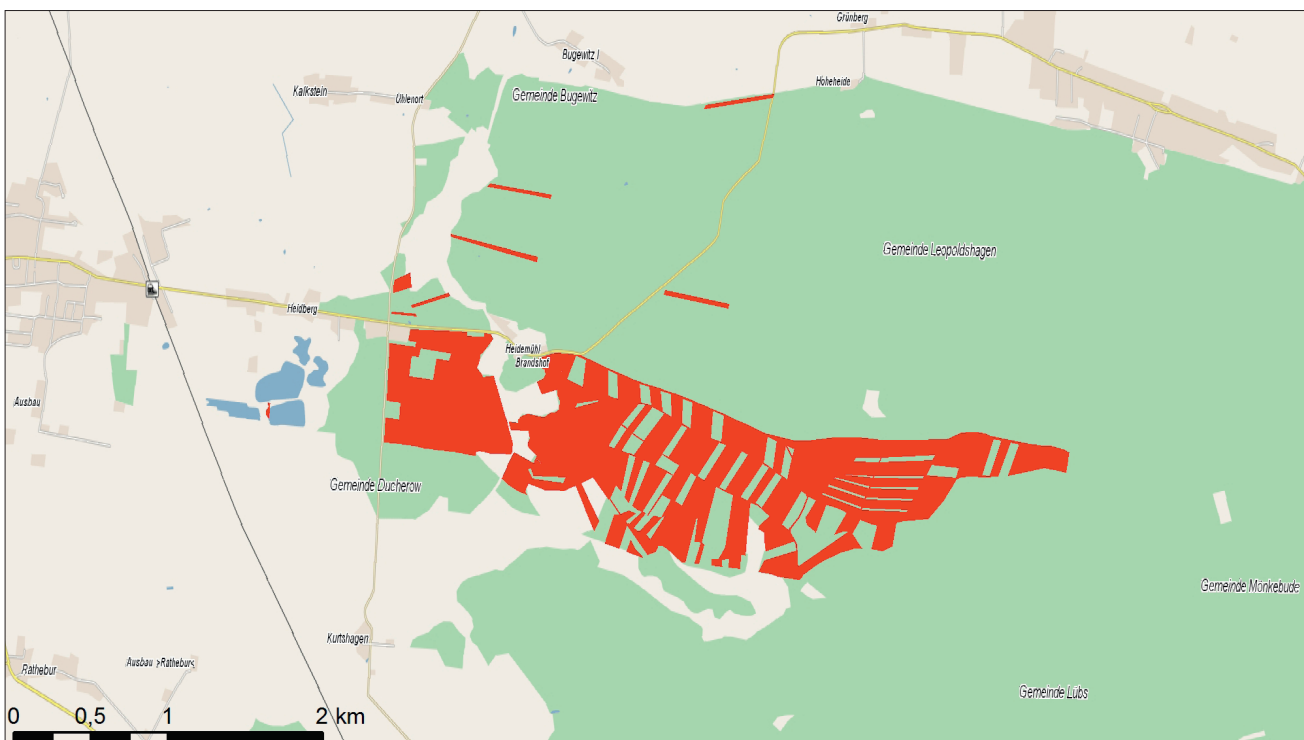 Grünberg
Bugewitz I
Höheheide
Kalkstein
Uhlenort
Gemeinde Bugewitz
Gemeinde Leopoldshagen
Heidberg
Heidemühl
Brandshof
Ausbau
Gemeinde Ducherow
Gemeinde Mönkebude
Kurtshagen
Rathebur
Ausbau >Rathebur<
Gemeinde Lübs
0 0,5 1 2 km